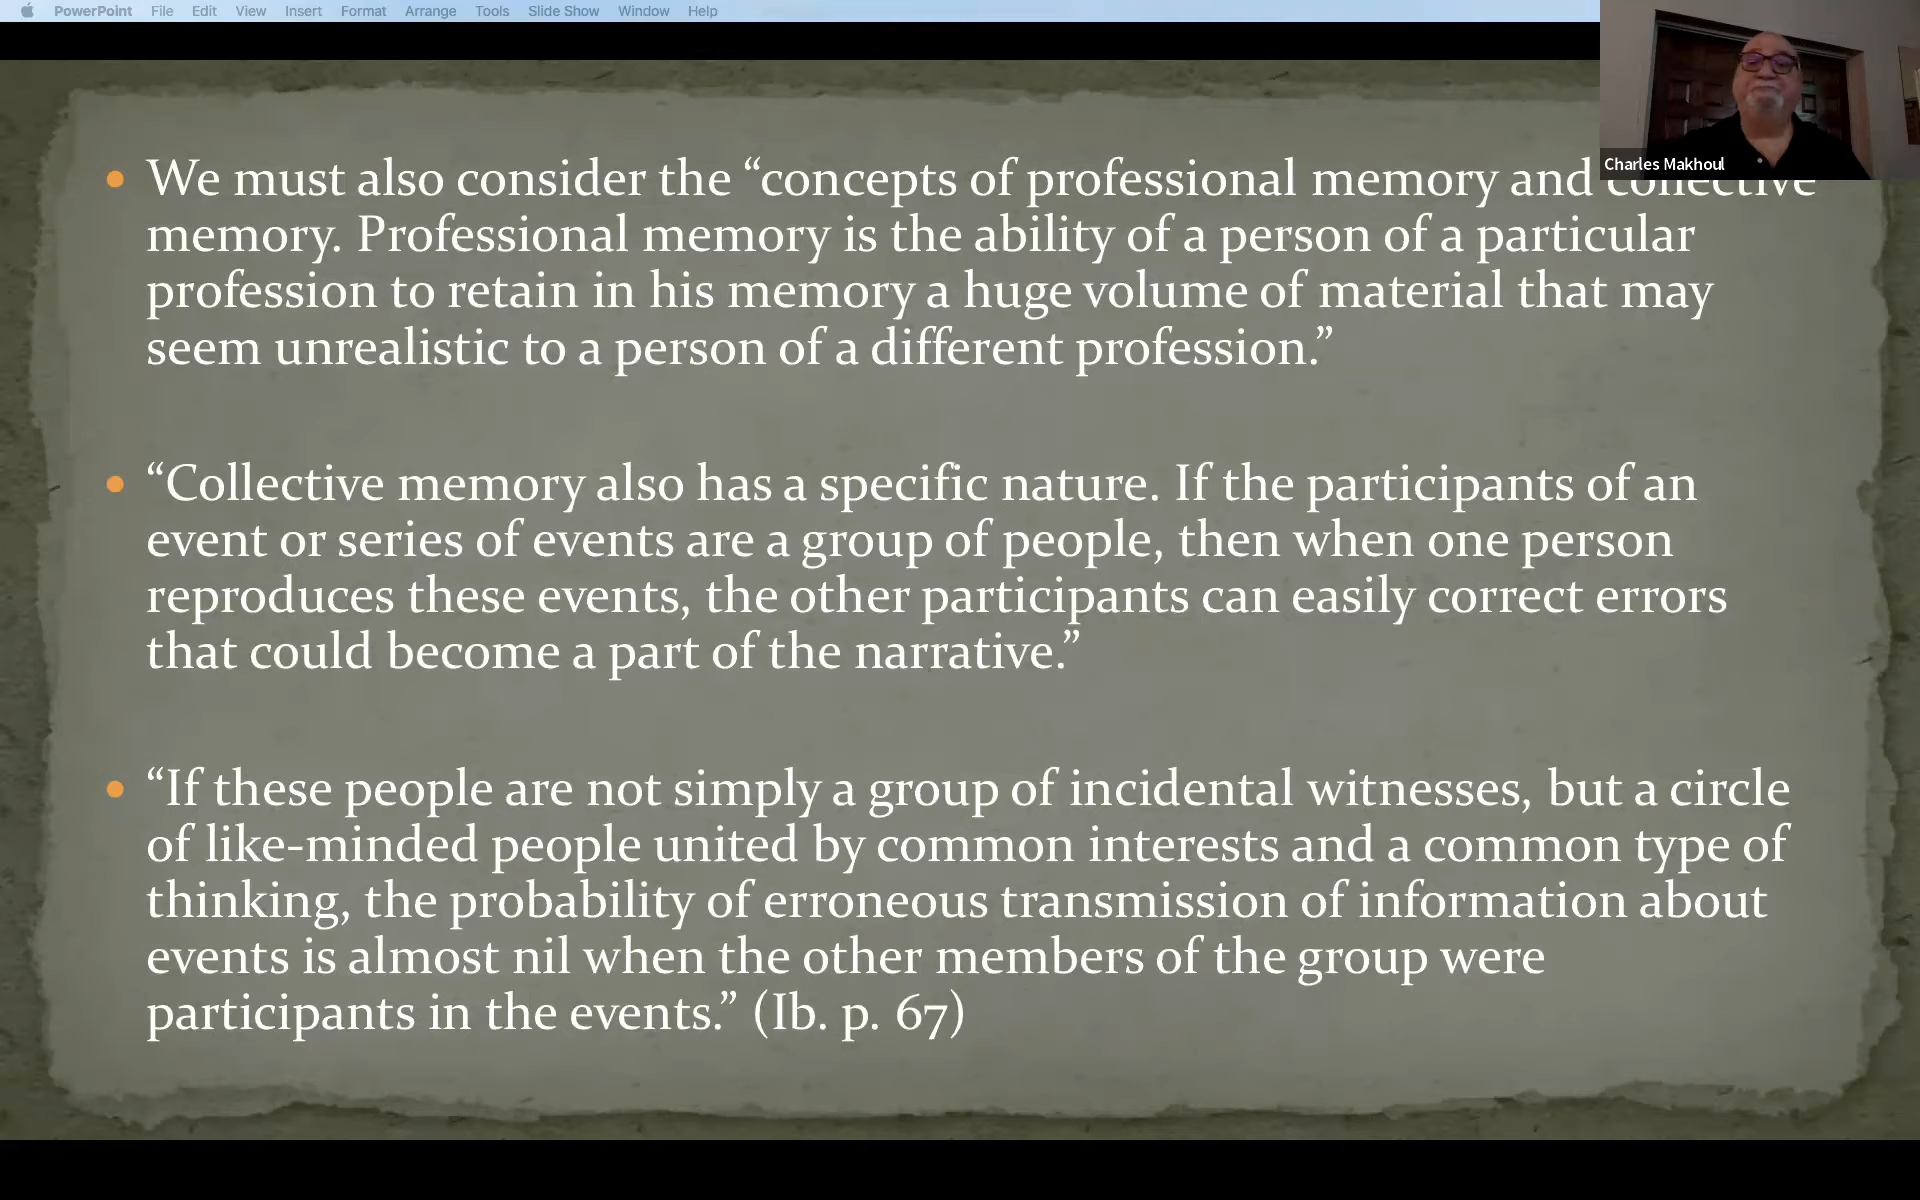 PowerPoint File Edit View Insert Format Arrange Tools Slide Show Window Help
Charles Makhoul
We must also consider the “concepts of professional memory and collective
memory. Professional memory is the ability of a person of a particular
profession to retain in his memory a huge volume of material that may
seem unrealistic to a person of a different profession.”
“Collective memory also has a specific nature. If the participants of an
event or series of events are a group of people, then when one person
reproduces these events, the other participants can easily correct errors
that could become a part of the narrative.”
“If these people are not simply a group of incidental witnesses, but a circle
of like-minded people united by common interests and a common type of
thinking, the probability of erroneous transmission of information about
events is almost nil when the other members of the group were
participants in the events.” (Ib. p. 67)